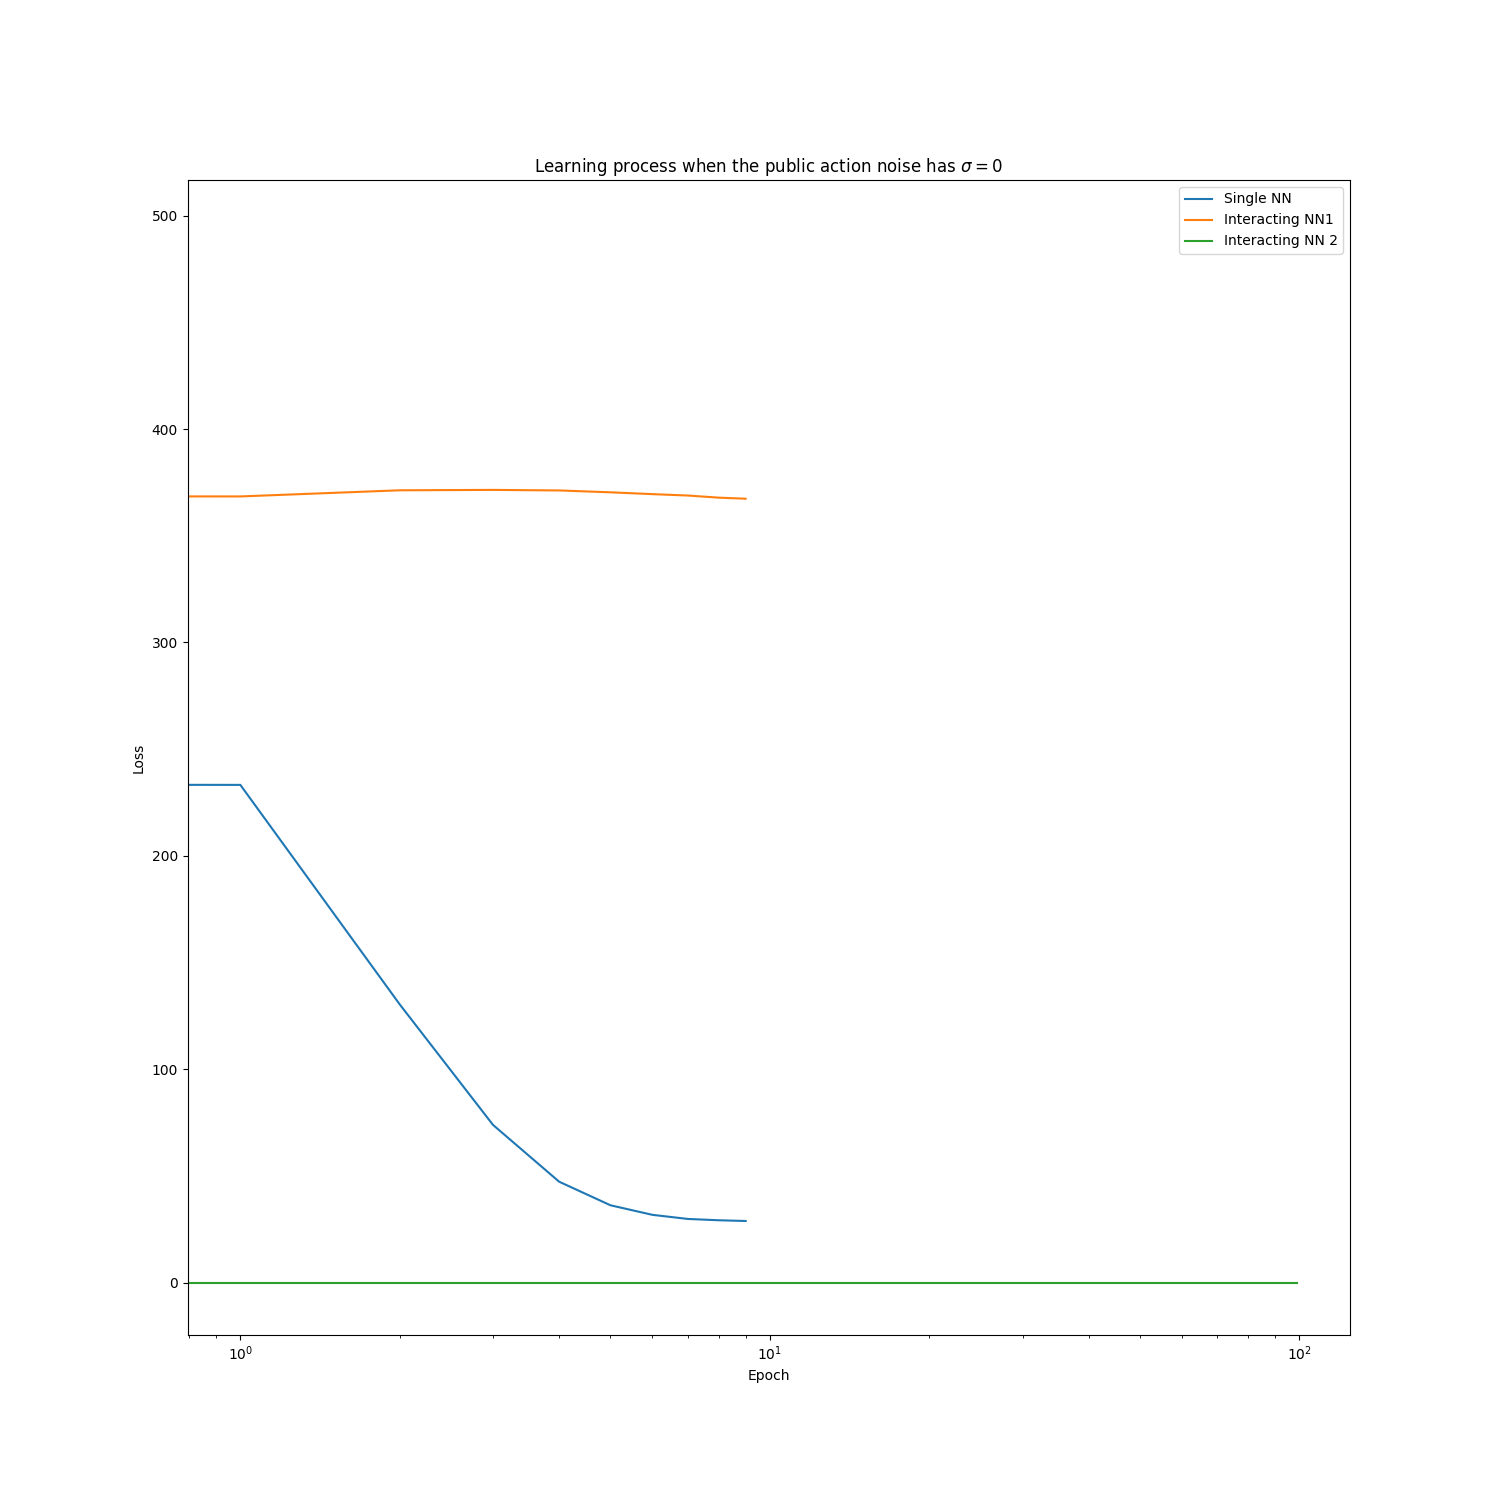 Learning process when the public action noise has σ = 0
Single NN
Interacting NN1
Interacting NN 2
500
400
300
200
100
0
Loss
10⁰
10¹
10²
Epoch